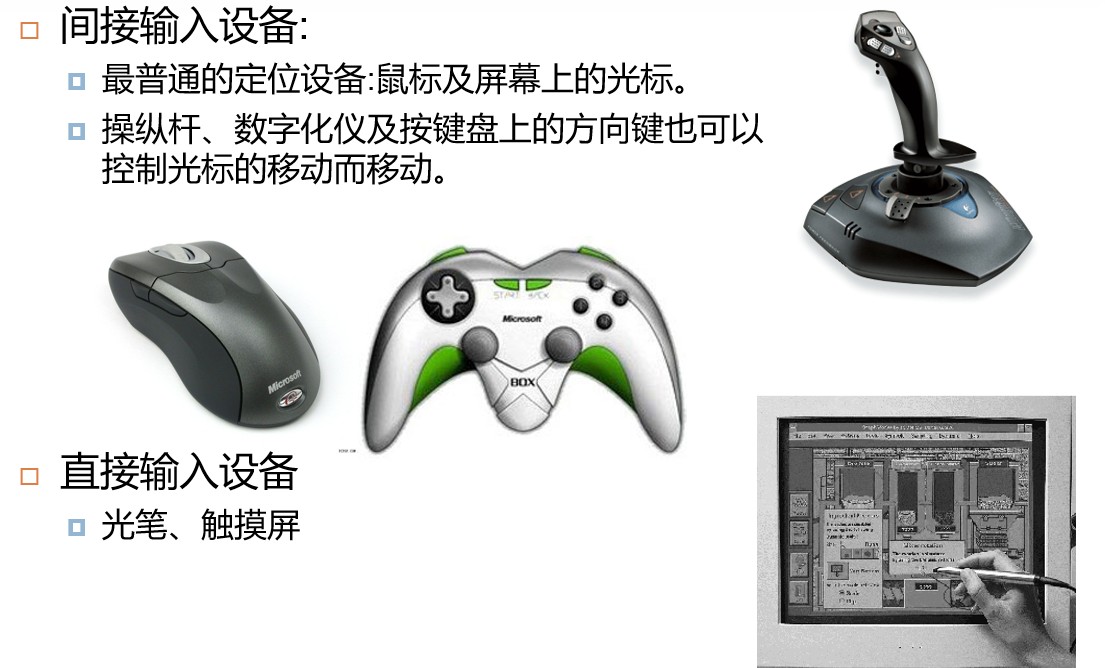 间接输入设备:
最普通的定位设备:鼠标及屏幕上的光标。
操纵杆、数字化仪及按键盘上的方向键也可以
控制光标的移动而移动。
START BACK
Microsoft
BOX
Microsoft
直接输入设备
光笔、触摸屏